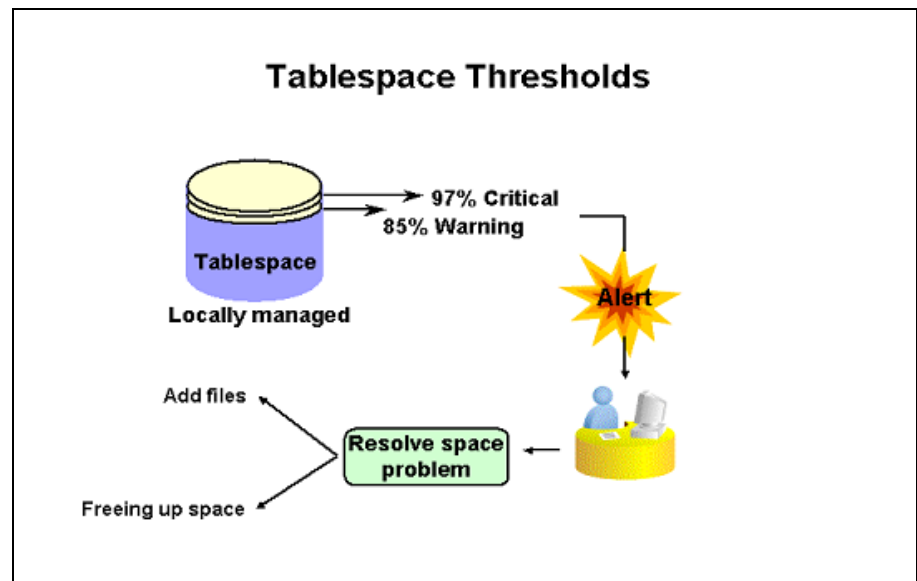 Tablespace Thresholds
97% Critical
85% Warning
Tablespace
Locally managed
Alert
Add files
Resolve space
problem
Freeing up space